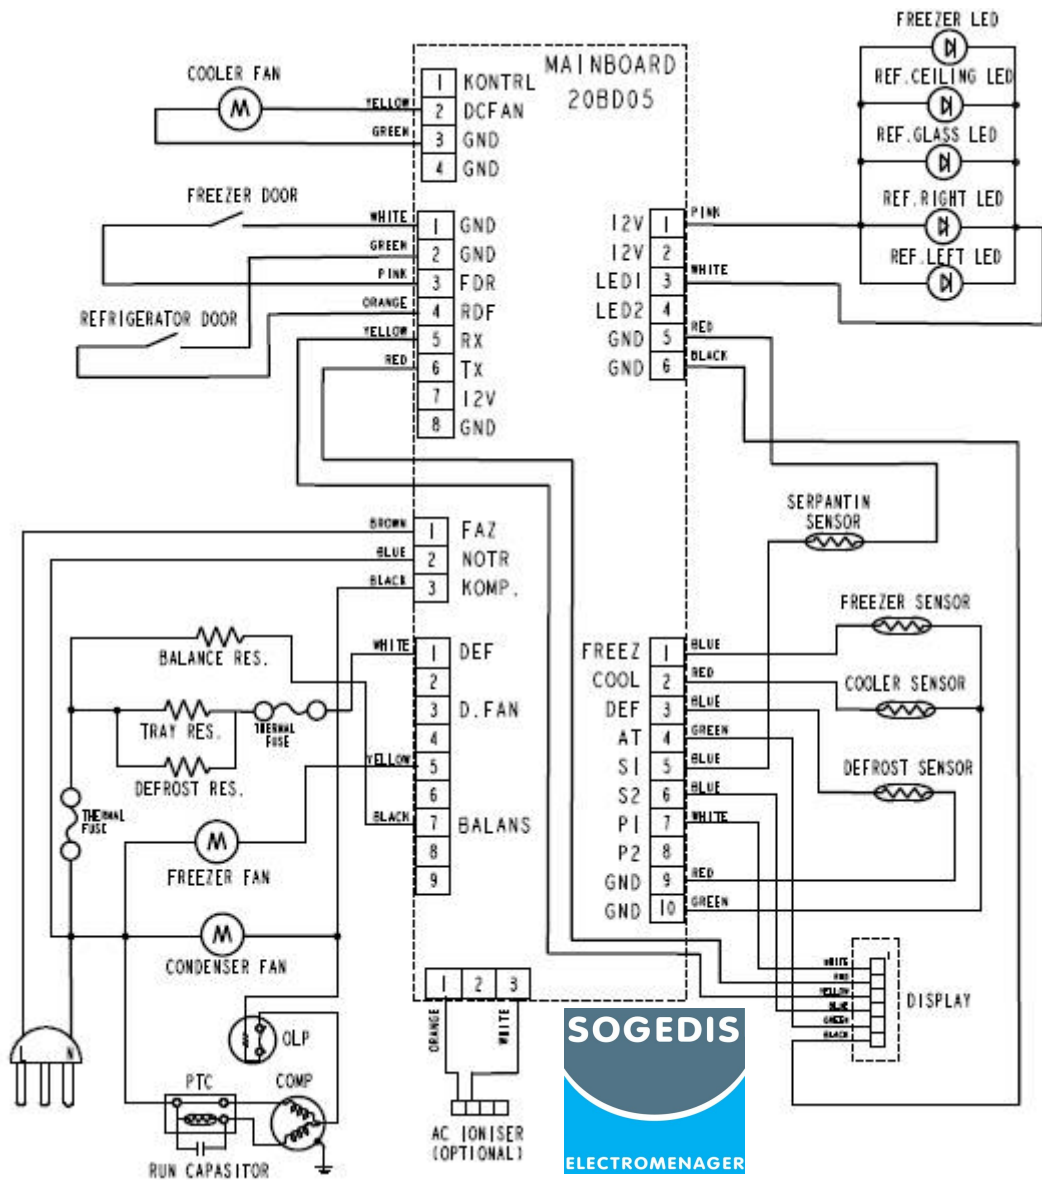 MAINBOARD
20BD05
COOLER FAN
M
YELLOW
GREEN
1 KONTRL
2 DCFAN
3 GND
4 GND
FREEZER DOOR
REFRIGERATOR DOOR
WHITE 1 GND
GREEN 2 GND
PINK 3 FDR
ORANGE 4 RDF
YELLOW 5 RX
RED 6 TX
7 12V
8 GND
BROWN 1 FAZ
BLUE 2 NOTR
BLACK 3 KOMP.
BALANCE RES.
TRAY RES.
THERMAL
FUSE
DEFROST RES.
THERMAL
FUSE
WHITE 1 DEF
2
3 D.FAN
4
YELLOW 5
6
BLACK 7 BALANS
8
9
M
FREEZER FAN
M
CONDENSER FAN
OLP
L N
PTC
COMP
RUN CAPASITOR
1 2 3
ORANGE
WHITE
AC IONISER
(OPTIONAL)
FREEZER LED
REF.CEILING LED
REF.GLASS LED
REF.RIGHT LED
REF.LEFT LED
12V 1 PINK
12V 2
LED1 3 WHITE
LED2 4
GND 5 RED
GND 6 BLACK
SERPANTIN
SENSOR
FREEZER SENSOR
COOLER SENSOR
DEFROST SENSOR
FREEZ 1 BLUE
COOL 2 RED
DEF 3 BLUE
AT 4 GREEN
S1 5 BLUE
S2 6 BLUE
P1 7 WHITE
P2 8
GND 9 RED
GND 10 GREEN
WHITE 1
RED
YELLOW
BLUE
GREEN
BLACK
DISPLAY
SOGEDIS
ELECTROMENAGER